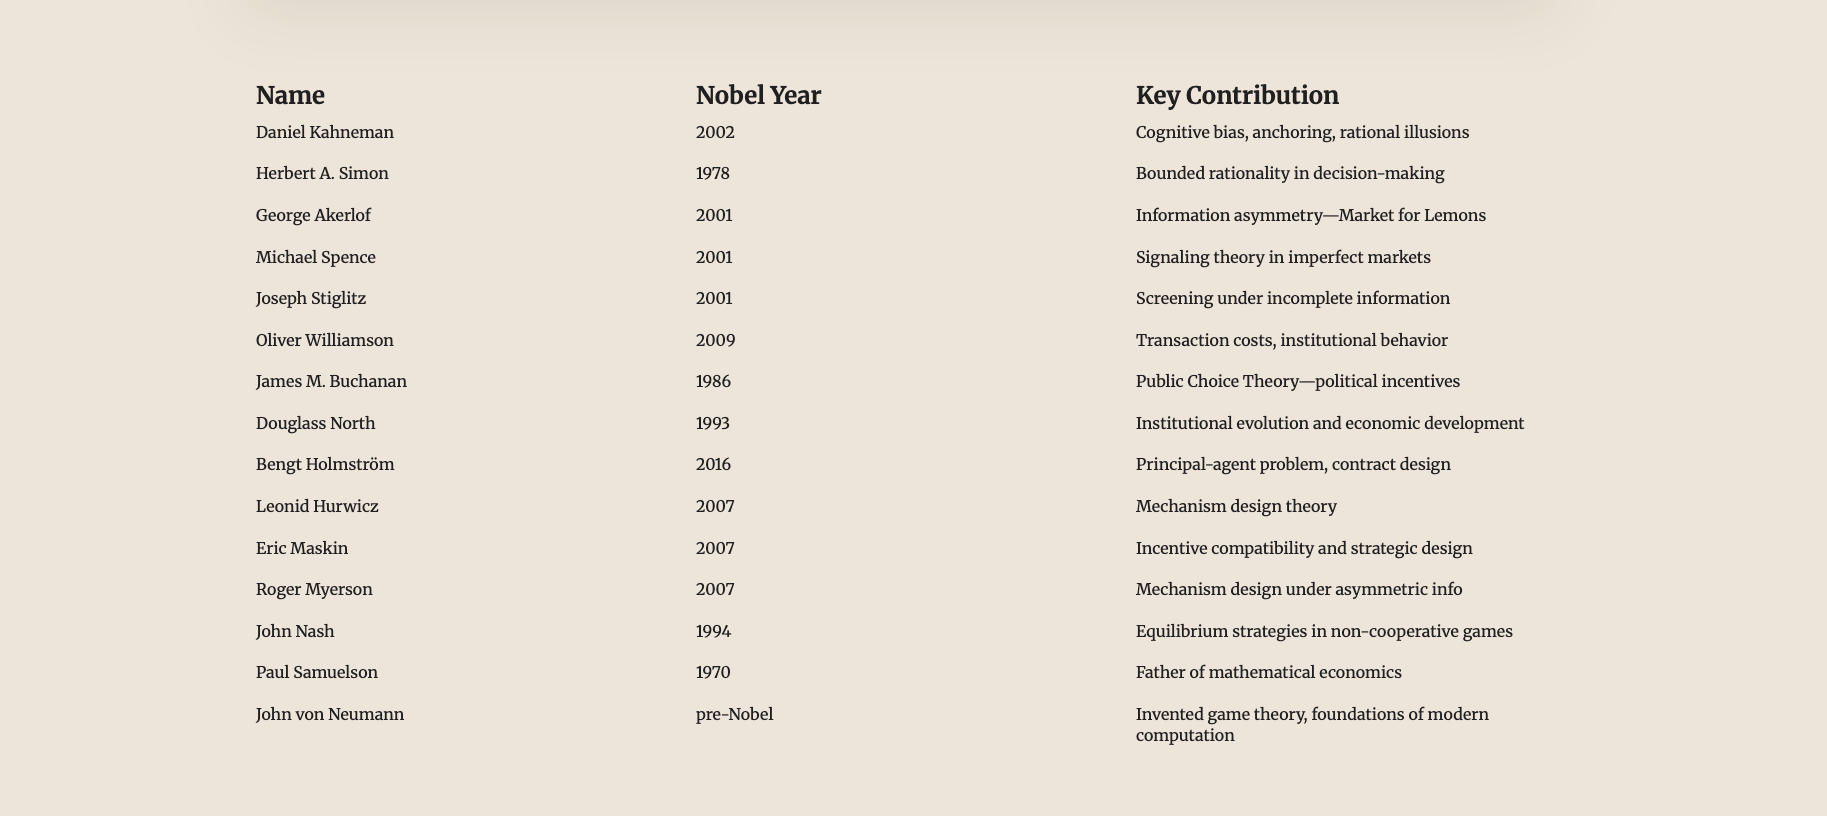 Name Nobel Year Key Contribution
Daniel Kahneman 2002 Cognitive bias, anchoring, rational illusions
Herbert A. Simon 1978 Bounded rationality in decision-making
George Akerlof 2001 Information asymmetry—Market for Lemons
Michael Spence 2001 Signaling theory in imperfect markets
Joseph Stiglitz 2001 Screening under incomplete information
Oliver Williamson 2009 Transaction costs, institutional behavior
James M. Buchanan 1986 Public Choice Theory—political incentives
Douglass North 1993 Institutional evolution and economic development
Bengt Holmström 2016 Principal-agent problem, contract design
Leonid Hurwicz 2007 Mechanism design theory
Eric Maskin 2007 Incentive compatibility and strategic design
Roger Myerson 2007 Mechanism design under asymmetric info
John Nash 1994 Equilibrium strategies in non-cooperative games
Paul Samuelson 1970 Father of mathematical economics
John von Neumann pre-Nobel Invented game theory, foundations of modern
computation